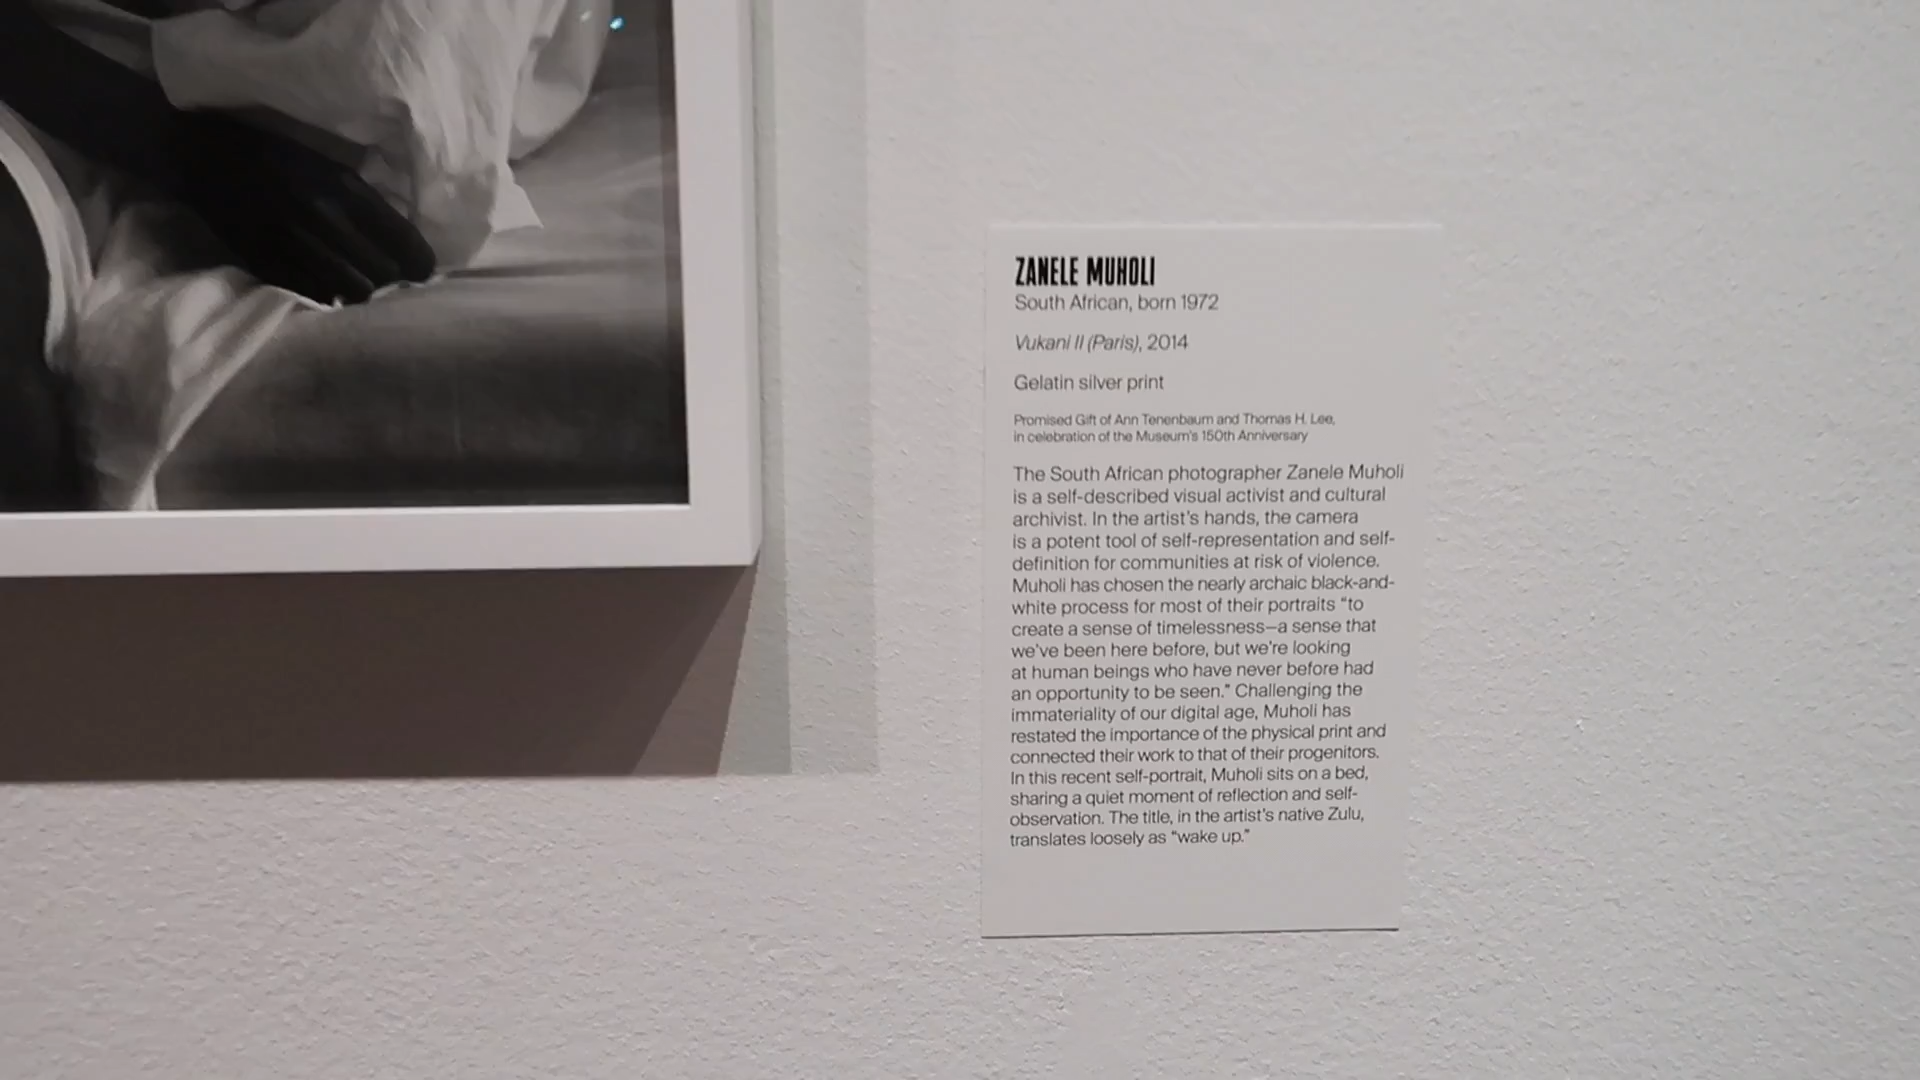 ZANELE MUHOLI
South African, born 1972
Vukani II (Paris), 2014
Gelatin silver print
Promised Gift of Ann Tenenbaum and Thomas H. Lee,
in celebration of the Museum's 150th Anniversary
The South African photographer Zanele Muholi
is a self-described visual activist and cultural
archivist. In the artist's hands, the camera
is a potent tool of self-representation and self-
definition for communities at risk of violence.
Muholi has chosen the nearly archaic black-and-
white process for most of their portraits “to
create a sense of timelessness—a sense that
we've been here before, but we're looking
at human beings who have never before had
an opportunity to be seen.” Challenging the
immateriality of our digital age, Muholi has
restated the importance of the physical print and
connected their work to that of their progenitors.
In this recent self-portrait, Muholi sits on a bed,
sharing a quiet moment of reflection and self-
observation. The title, in the artist's native Zulu,
translates loosely as “wake up.”